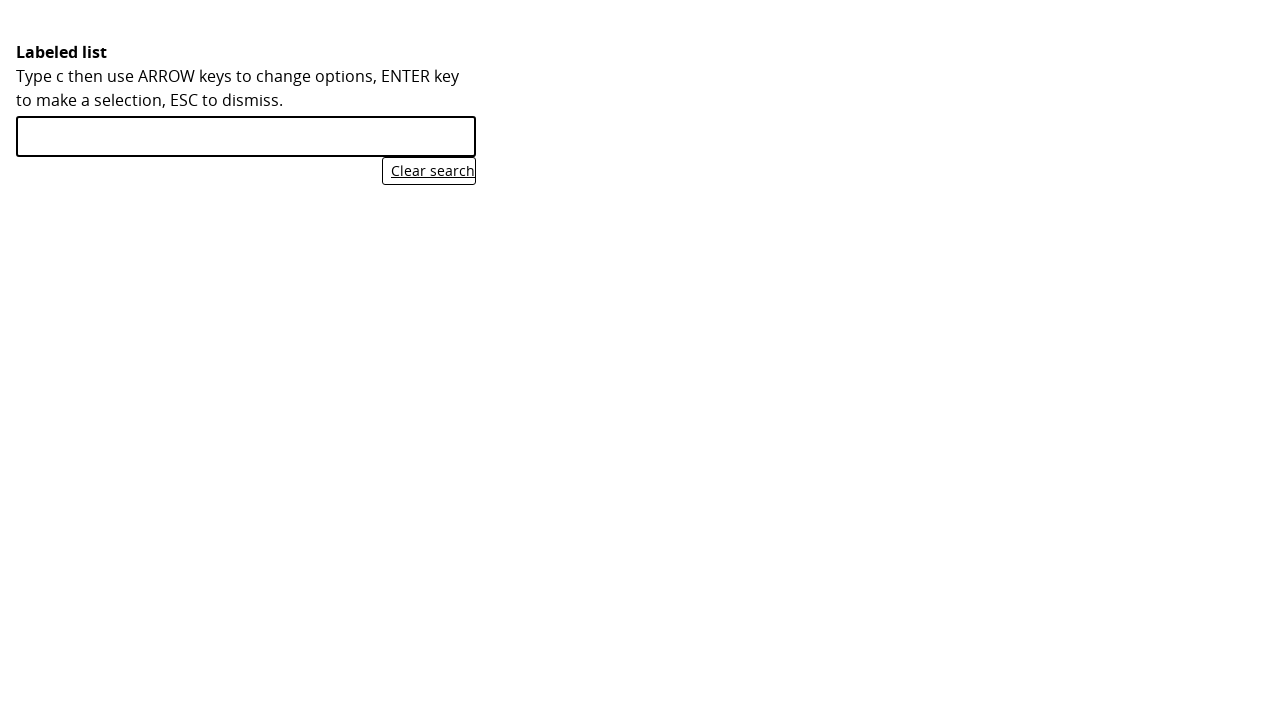 Labeled list
Type c then use ARROW keys to change options, ENTER key
to make a selection, ESC to dismiss.
Clear search